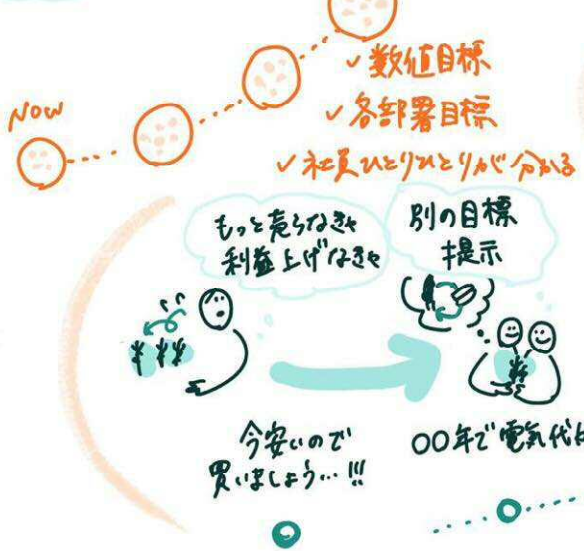 NOW
✓数値目標
✓各部署目標
✓社員ひとりひとりが分かる
もっと売らなきゃ
利益上げなきゃ
別の目標
提示
今安いので
買いましょう…!!!
〇〇年で電気代